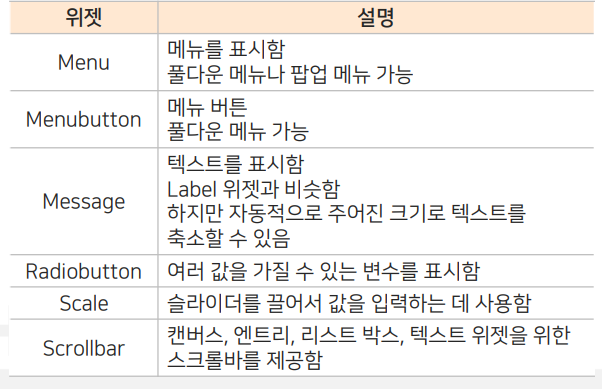 위젯 설명
Menu 메뉴를 표시함
풀다운 메뉴나 팝업 메뉴 가능
Menubutton 메뉴 버튼
풀다운 메뉴 가능
Message 텍스트를 표시함
Label 위젯과 비슷함
하지만 자동적으로 주어진 크기로 텍스트를
축소할 수 있음
Radiobutton 여러 값을 가질 수 있는 변수를 표시함
Scale 슬라이더를 끌어서 값을 입력하는 데 사용함
Scrollbar 캔버스, 엔트리, 리스트 박스, 텍스트 위젯을 위한
스크롤바를 제공함